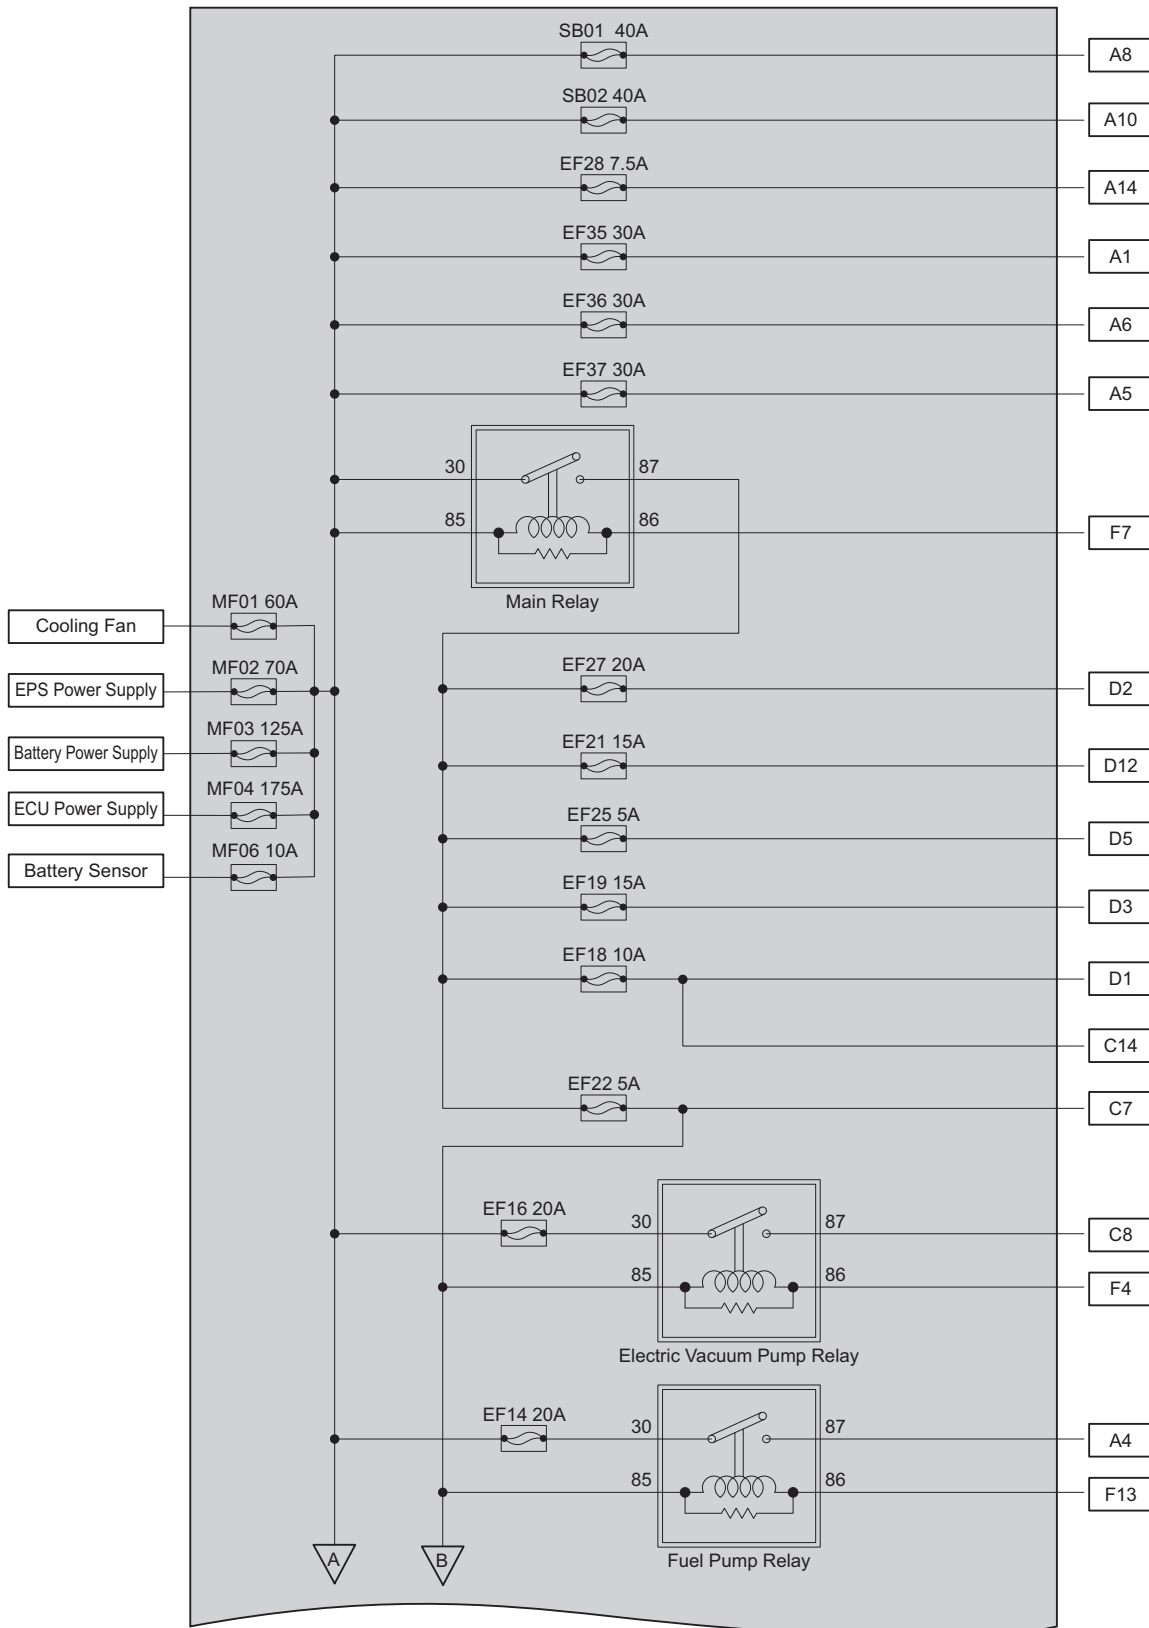 SB01 40A
A8
SB02 40A
A10
EF28 7.5A
A14
EF35 30A
A1
EF36 30A
A6
EF37 30A
A5
30
87
85
86
F7
Main Relay
MF01 60A
Cooling Fan
MF02 70A
EPS Power Supply
MF03 125A
Battery Power Supply
MF04 175A
ECU Power Supply
MF06 10A
Battery Sensor
EF27 20A
D2
EF21 15A
D12
EF25 5A
D5
EF19 15A
D3
EF18 10A
D1
C14
EF22 5A
C7
EF16 20A
30
87
C8
85
86
F4
Electric Vacuum Pump Relay
EF14 20A
30
87
A4
85
86
F13
Fuel Pump Relay
A
B